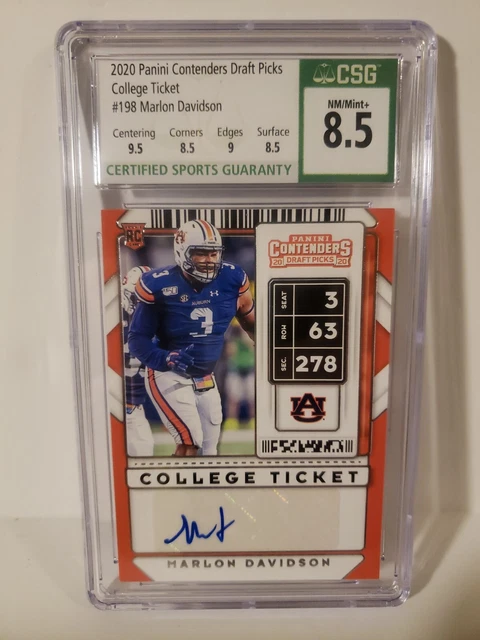 2020 Panini Contenders Draft Picks
College Ticket
#198 Marlon Davidson
Centering Corners Edges Surface
9.5 8.5 9 8.5
CERTIFIED SPORTS GUARANTY
CSG
NM/Mint+
8.5
RC
PANINI
CONTENDERS
20 DRAFT PICKS 20
SEAT 3
ROW 63
SEC. 278
AUBURN
3
AU
COLLEGE TICKET
MARLON DAVIDSON